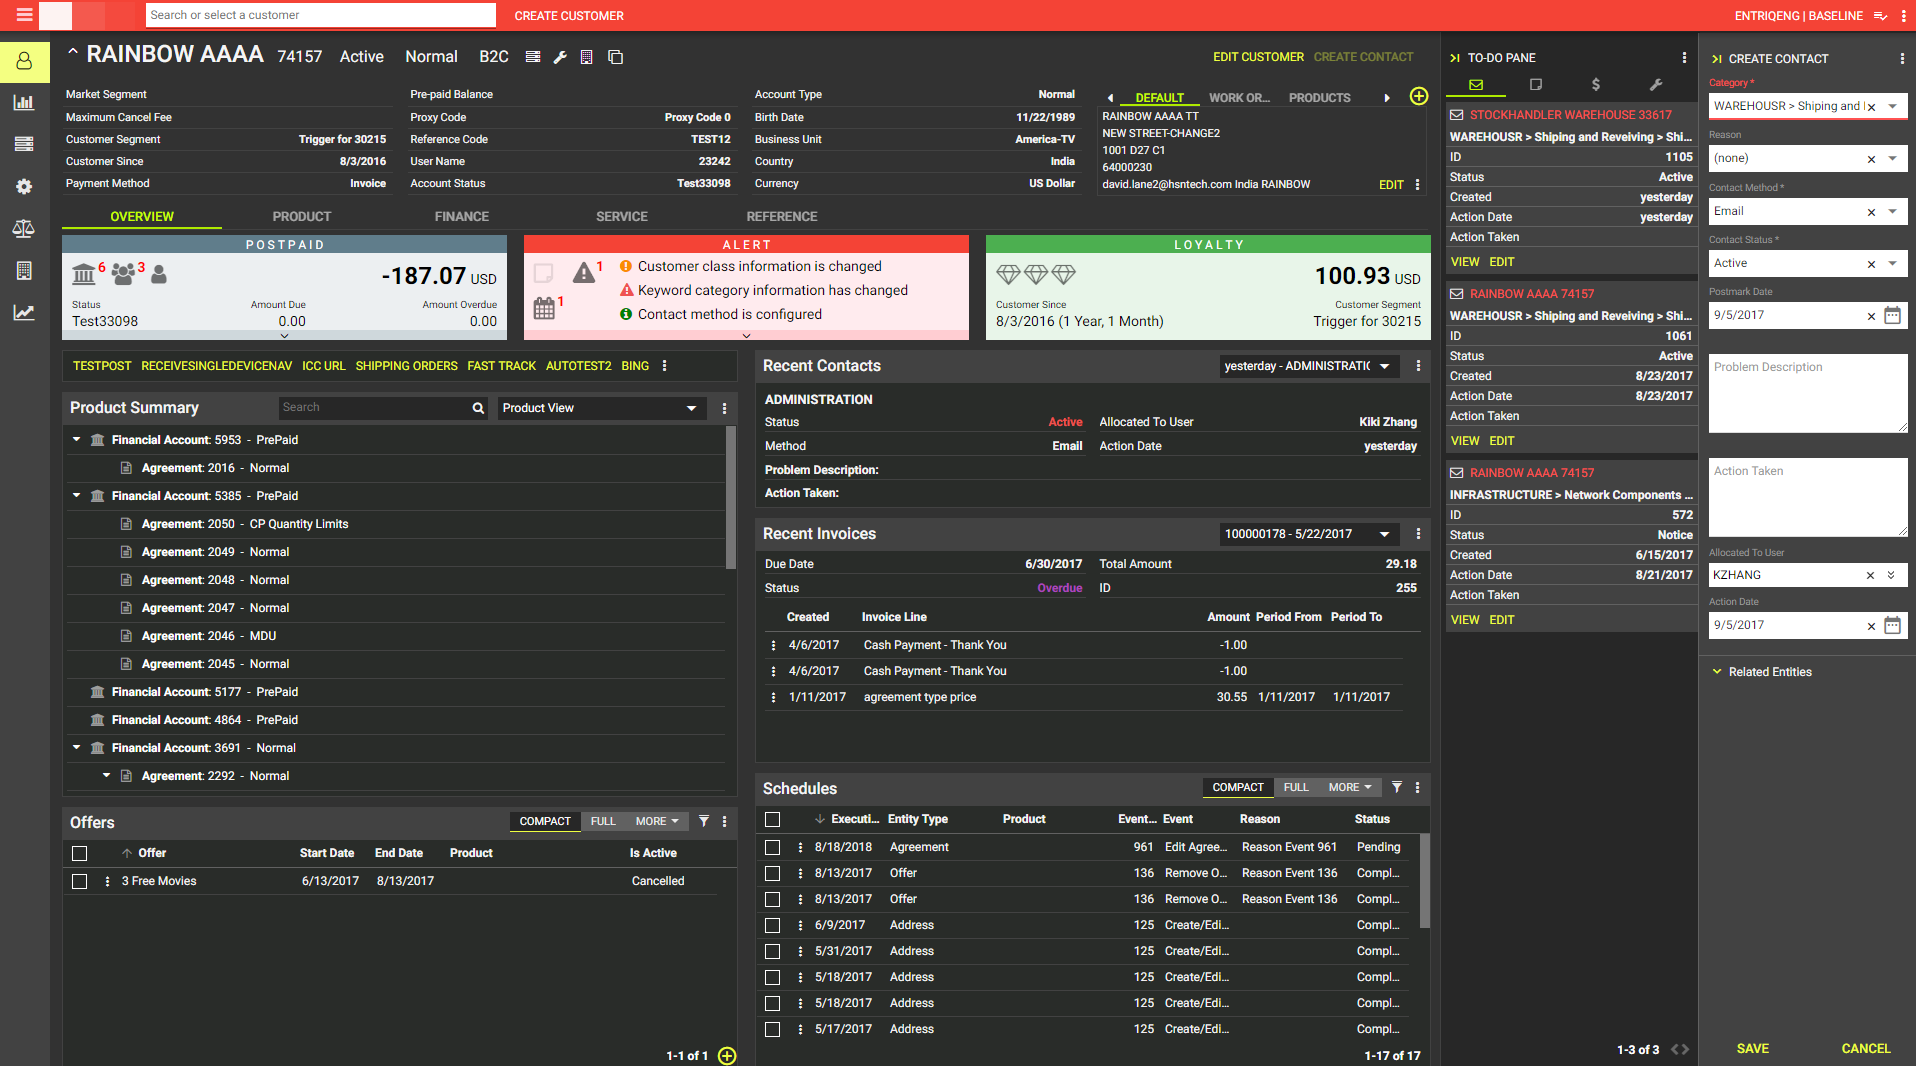 Search or select a customer
CREATE CUSTOMER
ENTRIQENG | BASELINE
RAINBOW AAAA 74157 Active Normal B2C
EDIT CUSTOMER CREATE CONTACT
Market Segment
Maximum Cancel Fee
Customer Segment Trigger for 30215
Customer Since 8/3/2016
Payment Method Invoice
Pre-paid Balance
Proxy Code Proxy Code 0
Reference Code TEST12
User Name 23242
Account Status Test33098
Account Type Normal
Birth Date 11/22/1989
Business Unit America-TV
Country India
Currency US Dollar
DEFAULT WORK OR... PRODUCTS
RAINBOW AAAA TT
NEW STREET-CHANGE2
1001 D27 C1
64000230
david.lane2@hsntech.com India RAINBOW
EDIT
OVERVIEW PRODUCT FINANCE SERVICE REFERENCE
POSTPAID
6 3
-187.07 USD
Status Amount Due Amount Overdue
Test33098 0.00 0.00
ALERT
1
1
Customer class information is changed
Keyword category information has changed
Contact method is configured
LOYALTY
100.93 USD
Customer Since Customer Segment
8/3/2016 (1 Year, 1 Month) Trigger for 30215
TESTPOST RECEIVESINGLEDEVICENAV ICC URL SHIPPING ORDERS FAST TRACK AUTOTEST2 BING
Product Summary
Search
Product View
Financial Account: 5953 - PrePaid
Agreement: 2016 - Normal
Financial Account: 5385 - PrePaid
Agreement: 2050 - CP Quantity Limits
Agreement: 2049 - Normal
Agreement: 2048 - Normal
Agreement: 2047 - Normal
Agreement: 2046 - MDU
Agreement: 2045 - Normal
Financial Account: 5177 - PrePaid
Financial Account: 4864 - PrePaid
Financial Account: 3691 - Normal
Agreement: 2292 - Normal
Offers
COMPACT FULL MORE
Offer Start Date End Date Product Is Active
3 Free Movies 6/13/2017 8/13/2017 Cancelled
1-1 of 1
Recent Contacts
yesterday - ADMINISTRATIO
ADMINISTRATION
Status Active Allocated To User Kiki Zhang
Method Email Action Date yesterday
Problem Description:
Action Taken:
Recent Invoices
100000178 - 5/22/2017
Due Date 6/30/2017 Total Amount 29.18
Status Overdue ID 255
Created Invoice Line Amount Period From Period To
4/6/2017 Cash Payment - Thank You -1.00
4/6/2017 Cash Payment - Thank You -1.00
1/11/2017 agreement type price 30.55 1/11/2017 1/11/2017
Schedules
COMPACT FULL MORE
Executi... Entity Type Product Event... Event Reason Status
8/18/2018 Agreement 961 Edit Agree... Reason Event 961 Pending
8/13/2017 Offer 136 Remove O... Reason Event 136 Compl...
8/13/2017 Offer 136 Remove O... Reason Event 136 Compl...
6/9/2017 Address 125 Create/Edi... Compl...
5/31/2017 Address 125 Create/Edi... Compl...
5/18/2017 Address 125 Create/Edi... Compl...
5/18/2017 Address 125 Create/Edi... Compl...
5/17/2017 Address 125 Create/Edi... Compl...
1-17 of 17
TO-DO PANE
STOCKHANDLER WAREHOUSE 33617
WAREHOUSR > Shiping and Reveiving > Shi...
ID 1105
Status Active
Created yesterday
Action Date yesterday
Action Taken
VIEW EDIT
RAINBOW AAAA 74157
WAREHOUSR > Shiping and Reveiving > Shi...
ID 1061
Status Active
Created 8/23/2017
Action Date 8/23/2017
Action Taken
VIEW EDIT
RAINBOW AAAA 74157
INFRASTRUCTURE > Network Components ...
ID 572
Status Notice
Created 6/15/2017
Action Date 8/21/2017
Action Taken
VIEW EDIT
1-3 of 3
CREATE CONTACT
Category *
WAREHOUSR > Shiping and
Reason
(none)
Contact Method *
Email
Contact Status *
Active
Postmark Date
9/5/2017
Problem Description
Action Taken
Allocated To User
KZHANG
Action Date
9/5/2017
Related Entities
SAVE CANCEL